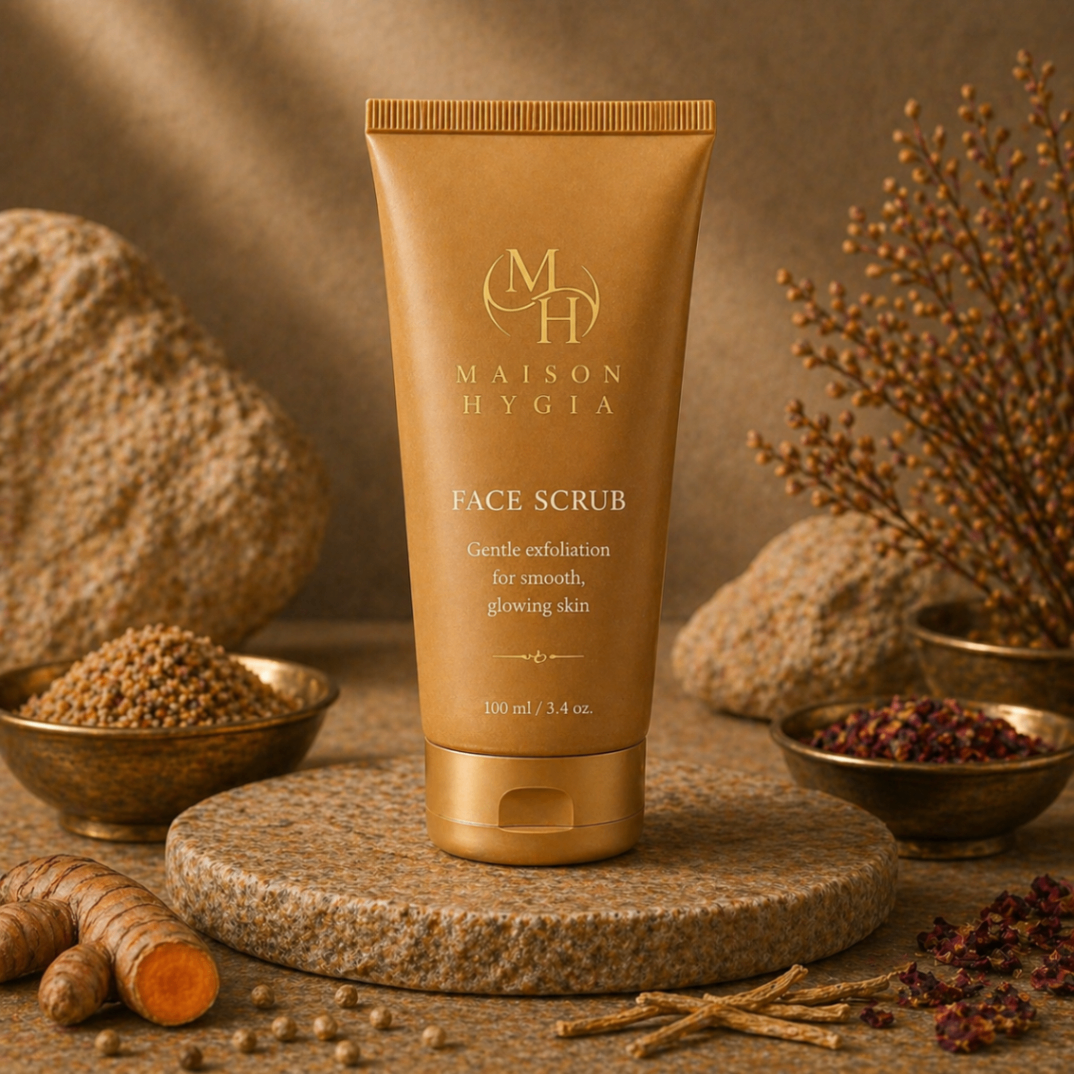 MH
MAISON
HYGIA
FACE SCRUB
Gentle exfoliation
for smooth,
glowing skin
100 ml / 3.4 oz.